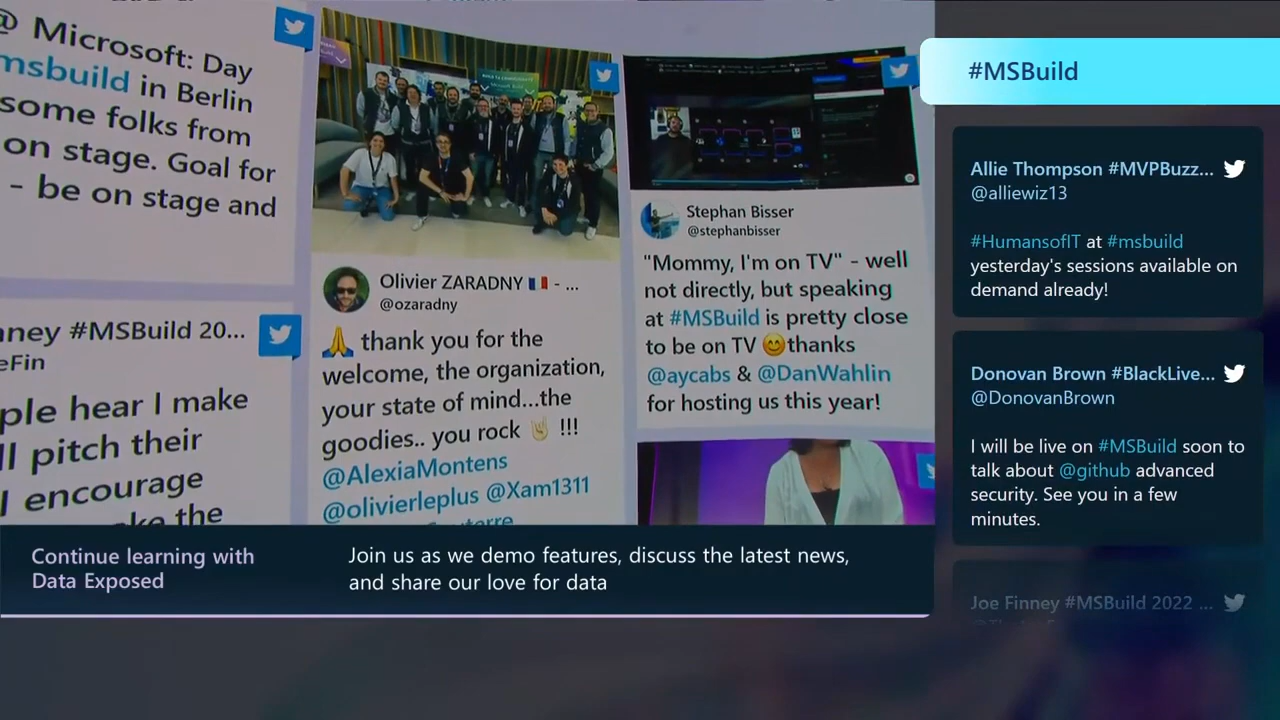 @ Microsoft: Day
msbuild in Berlin
some folks from
on stage. Goal for
- be on stage and
nney #MSBuild 20...
eFin
ple hear I make
ll pitch their
I encourage
the
Olivier ZARADNY 🇫🇷 - ...
@ozaradny
🙏 thank you for the
welcome, the organization,
your state of mind...the
goodies.. you rock 🤘 !!!
@AlexiaMontens
@olivierleplus @Xam1311
Stephan Bisser
@stephanbisser
"Mommy, I'm on TV" - well
not directly, but speaking
at #MSBuild is pretty close
to be on TV 😊thanks
@aycabs & @DanWahlin
for hosting us this year!
#MSBuild
Allie Thompson #MVPBuzz...
@alliewiz13
#HumansofIT at #msbuild
yesterday's sessions available on
demand already!
Donovan Brown #BlackLive...
@DonovanBrown
I will be live on #MSBuild soon to
talk about @github advanced
security. See you in a few
minutes.
Joe Finney #MSBuild 2022 ...
Continue learning with
Data Exposed
Join us as we demo features, discuss the latest news,
and share our love for data